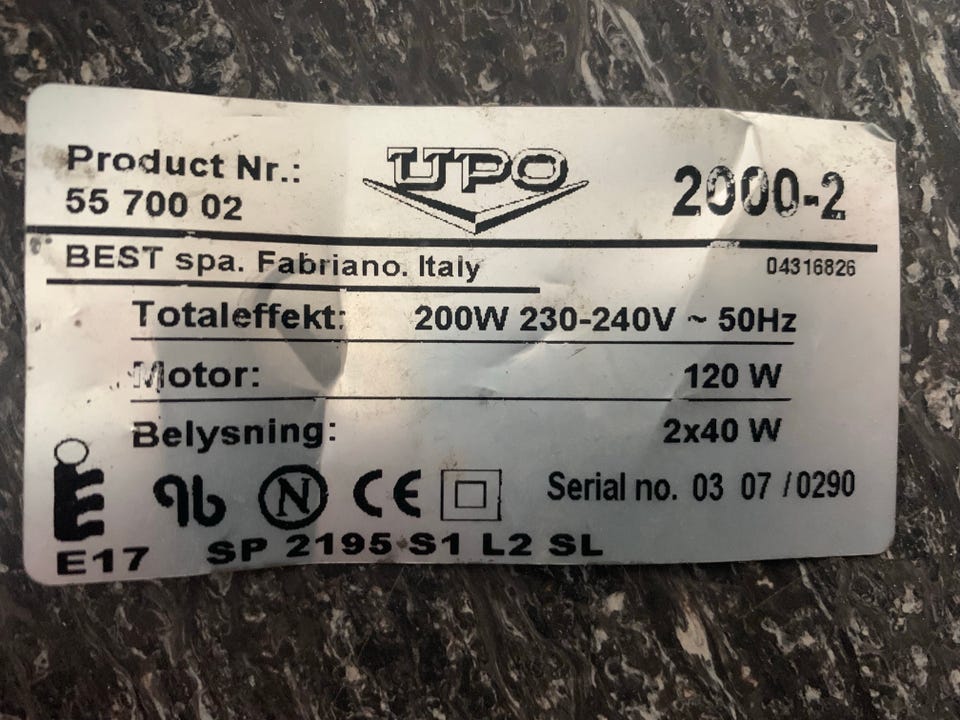 Product Nr.: UPO 2000-2
55 700 02
BEST spa. Fabriano. Italy 04316826
Totaleffekt: 200W 230-240V ~ 50Hz
Motor: 120 W
Belysning: 2x40 W
N CE Serial no. 03 07 / 0290
E17 SP 2195 S1 L2 SL